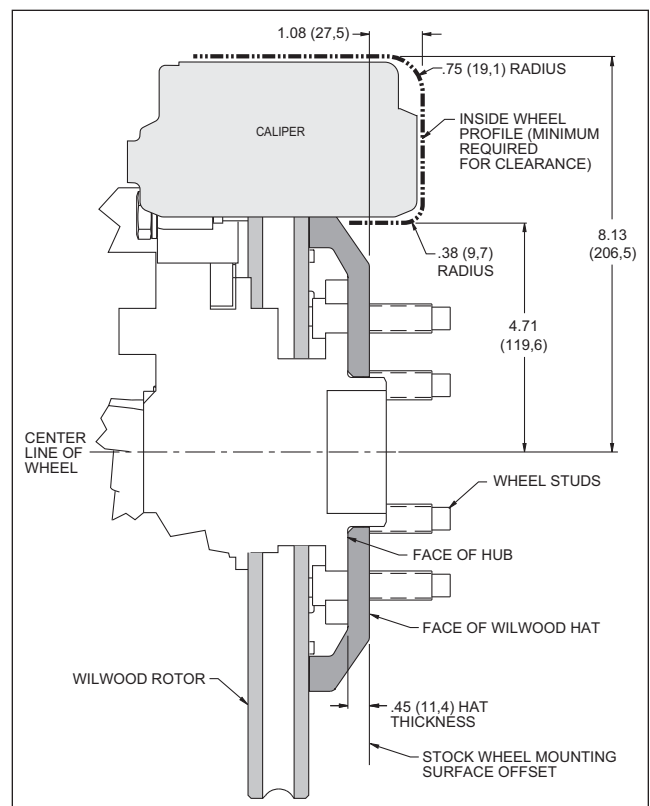 1.08 (27,5)
.75 (19,1) RADIUS
CALIPER
INSIDE WHEEL
PROFILE (MINIMUM
REQUIRED
FOR CLEARANCE)
8.13
(206,5)
.38 (9,7)
RADIUS
4.71
(119,6)
CENTER
LINE OF
WHEEL
WHEEL STUDS
FACE OF HUB
FACE OF WILWOOD HAT
WILWOOD ROTOR
.45 (11,4) HAT
THICKNESS
STOCK WHEEL MOUNTING
SURFACE OFFSET